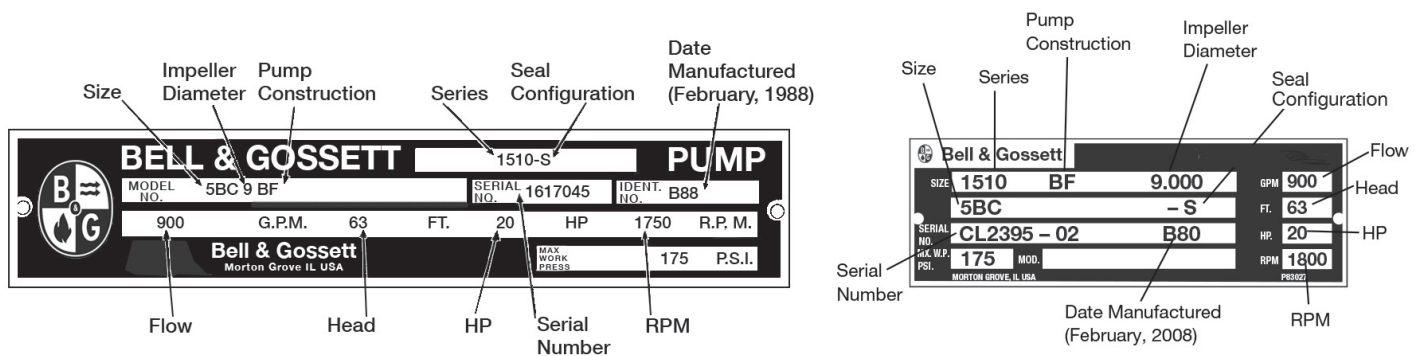 Size
Impeller
Diameter
Pump
Construction
Series
Seal
Configuration
Date
Manufactured
(February, 1988)
BELL & GOSSETT 1510-S PUMP
B & G
MODEL NO. 5BC 9 BF SERIAL NO. 1617045 IDENT. NO. B88
900 G.P.M. 63 FT. 20 HP 1750 R.P, M.
Bell & Gossett
Morton Grove IL USA
MAX WORK PRESS 175 P.S.I.
Flow
Head
HP
Serial
Number
RPM
Size
Series
Pump
Construction
Impeller
Diameter
Seal
Configuration
Bell & Gossett
SIZE 1510 BF 9.000 GPM 900
5BC – S FT. 63
SERIAL NO. CL2395 – 02 B80 HP. 20
MX. W.P. PSI. 175 MOD. RPM 1800
MORTON GROVE, IL USA P83027
Flow
Head
HP
RPM
Serial
Number
Date Manufactured
(February, 2008)